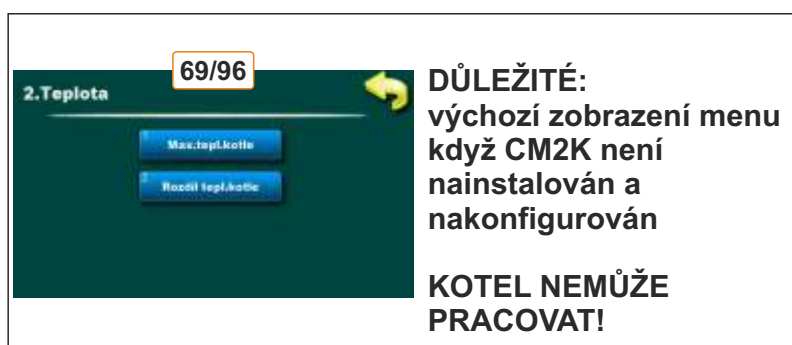 69/96
2.Teplota
Max.tepl.kotle
Rozdíl tepl.kotle
DŮLEŽITÉ:
výchozí zobrazení menu
když CM2K není
nainstalován a
nakonfigurován
KOTEL NEMŮŽE
PRACOVAT!